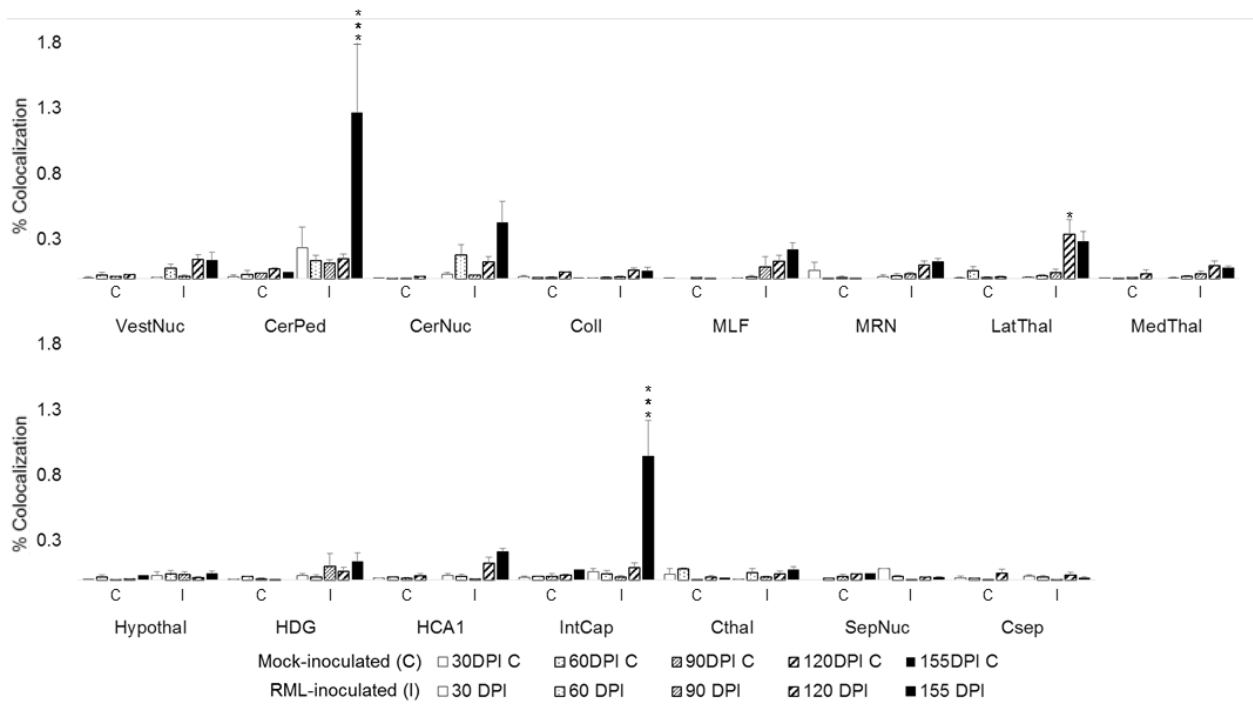 ***
1.8
1.3
0.8
0.3
% Colocalization
*
C I C I C I C I C I C I C I C I
VestNuc CerPed CerNuc Coll MLF MRN LatThal MedThal
1.8
1.3
0.8
0.3
% Colocalization
***
C I C I C I C I C I C I C I
Hypothal HDG HCA1 IntCap Cthal SepNuc Csep
Mock-inoculated (C) 30DPI C 60DPI C 90DPI C 120DPI C 155DPI C
RML-inoculated (I) 30 DPI 60 DPI 90 DPI 120 DPI 155 DPI